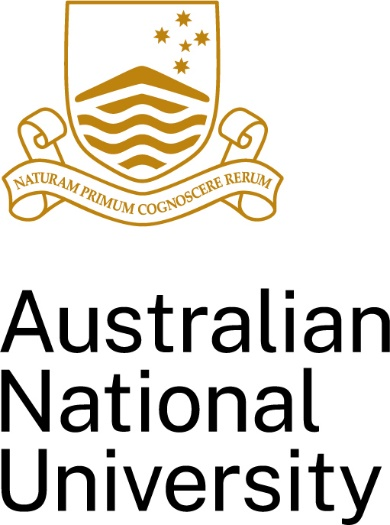 NATURAM PRIMUM COGNOSCERE RERUM
Australian
National
University